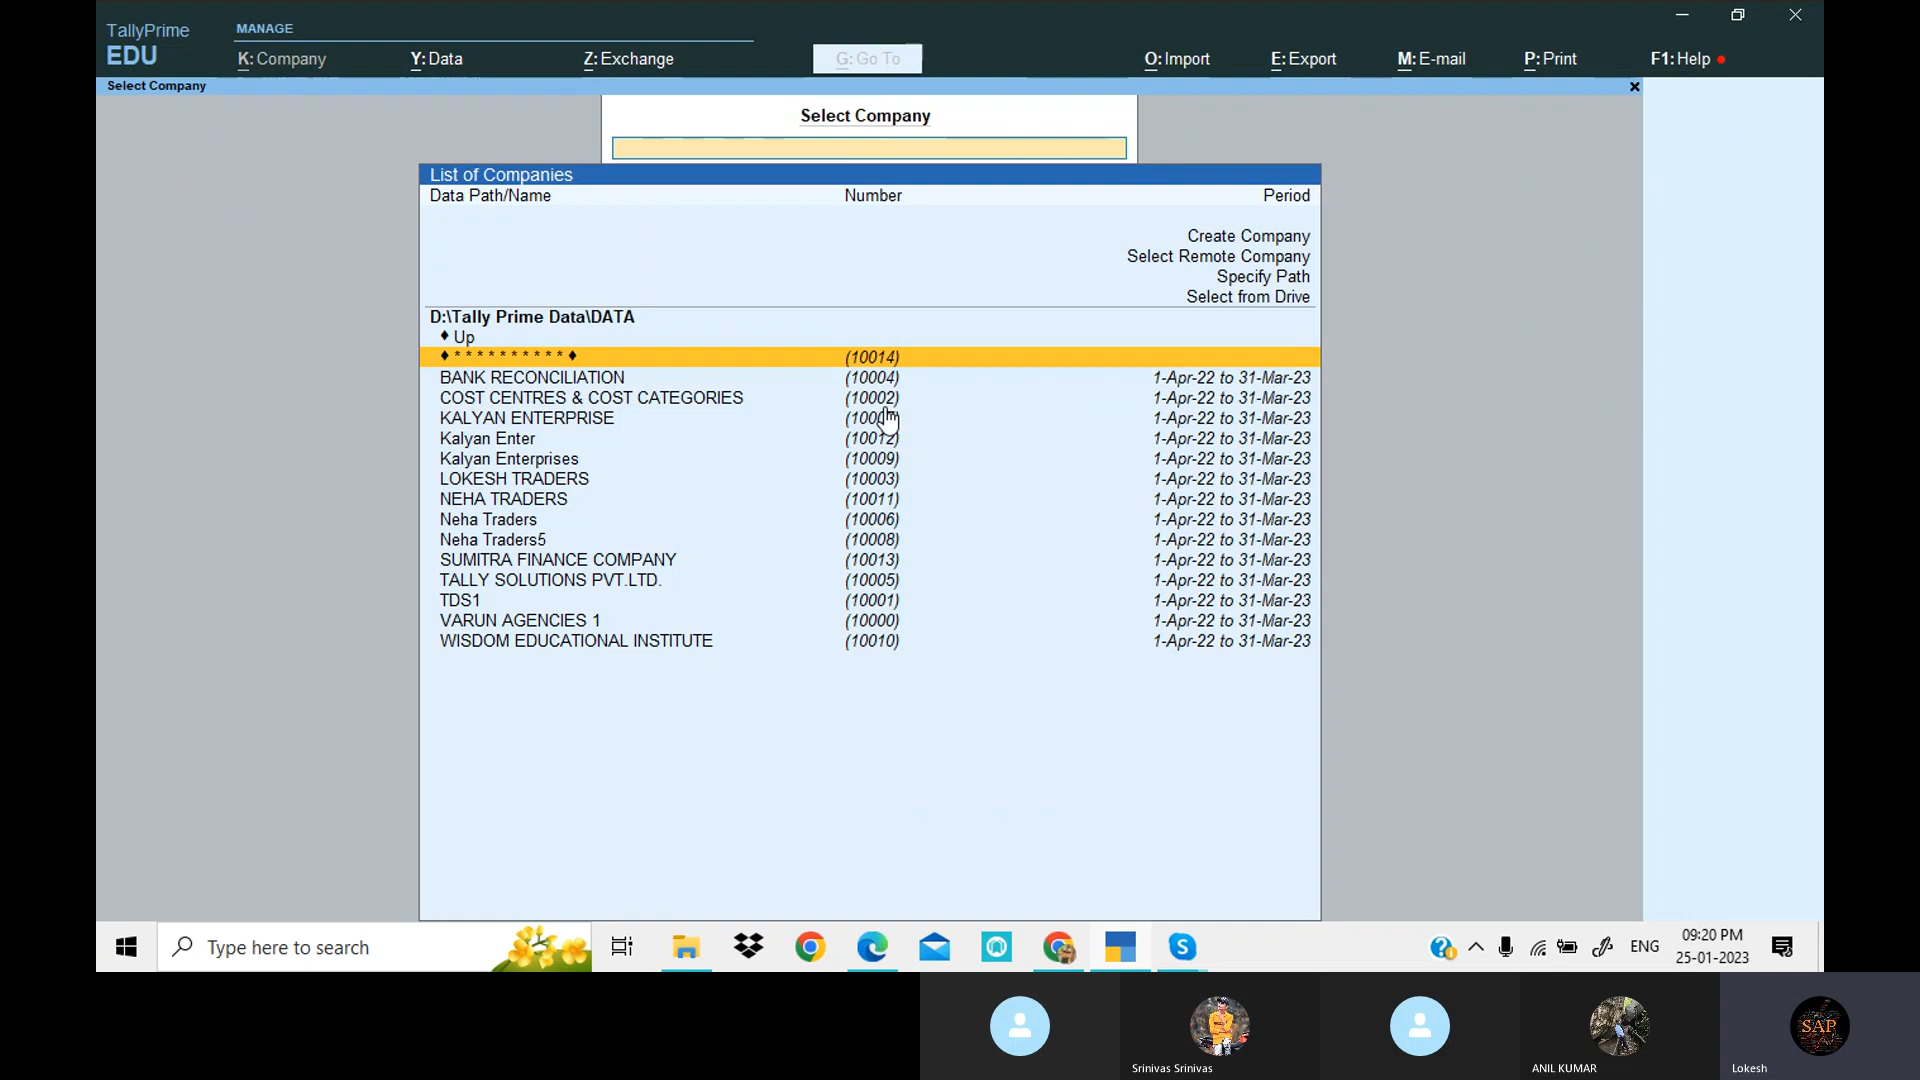 TallyPrime
EDU
MANAGE
K: Company
Y: Data
Z: Exchange
G: Go To
O: Import
E: Export
M: E-mail
P: Print
F1: Help
Select Company
Select Company
List of Companies
Data Path/Name Number Period
Create Company
Select Remote Company
Specify Path
Select from Drive
D:\Tally Prime Data\DATA
♦ Up
♦ * * * * * * * * * * ♦ (10014)
BANK RECONCILIATION (10004) 1-Apr-22 to 31-Mar-23
COST CENTRES & COST CATEGORIES (10002) 1-Apr-22 to 31-Mar-23
KALYAN ENTERPRISE 1-Apr-22 to 31-Mar-23
Kalyan Enter (10012) 1-Apr-22 to 31-Mar-23
Kalyan Enterprises (10009) 1-Apr-22 to 31-Mar-23
LOKESH TRADERS (10003) 1-Apr-22 to 31-Mar-23
NEHA TRADERS (10011) 1-Apr-22 to 31-Mar-23
Neha Traders (10006) 1-Apr-22 to 31-Mar-23
Neha Traders5 (10008) 1-Apr-22 to 31-Mar-23
SUMITRA FINANCE COMPANY (10013) 1-Apr-22 to 31-Mar-23
TALLY SOLUTIONS PVT.LTD. (10005) 1-Apr-22 to 31-Mar-23
TDS1 (10001) 1-Apr-22 to 31-Mar-23
VARUN AGENCIES 1 (10000) 1-Apr-22 to 31-Mar-23
WISDOM EDUCATIONAL INSTITUTE (10010) 1-Apr-22 to 31-Mar-23
Type here to search
ENG
09:20 PM
25-01-2023
SAP
Srinivas Srinivas
ANIL KUMAR
Lokesh